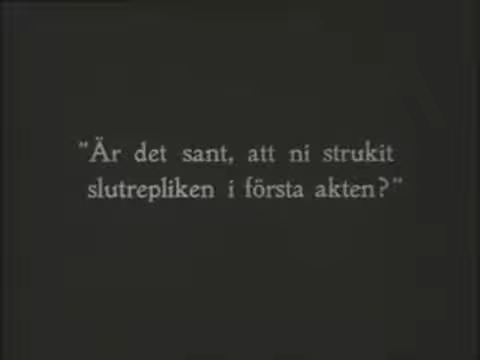 "Är det sant, att ni strukit
slutrepliken i första akten?"